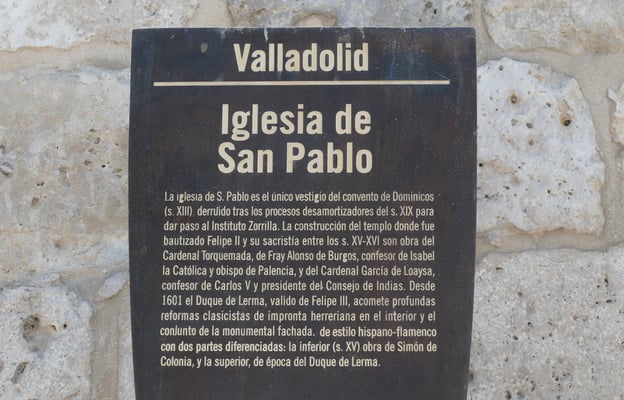 Valladolid
Iglesia de
San Pablo
La iglesia de S. Pablo es el único vestigio del convento de Dominicos
(s. XIII) derruido tras los procesos desamortizadores del s. XIX para
dar paso al Instituto Zorrilla. La construcción del templo donde fue
bautizado Felipe II y su sacristía entre los s. XV-XVI son obra del
Cardenal Torquemada, de Fray Alonso de Burgos, confesor de Isabel
la Católica y obispo de Palencia, y del Cardenal García de Loaysa,
confesor de Carlos V y presidente del Consejo de Indias. Desde
1601 el Duque de Lerma, valido de Felipe III, acomete profundas
reformas clasicistas de impronta herreriana en el interior y el
conjunto de la monumental fachada. de estilo hispano-flamenco
con dos partes diferenciadas: la inferior (s. XV) obra de Simón de
Colonia, y la superior, de época del Duque de Lerma.